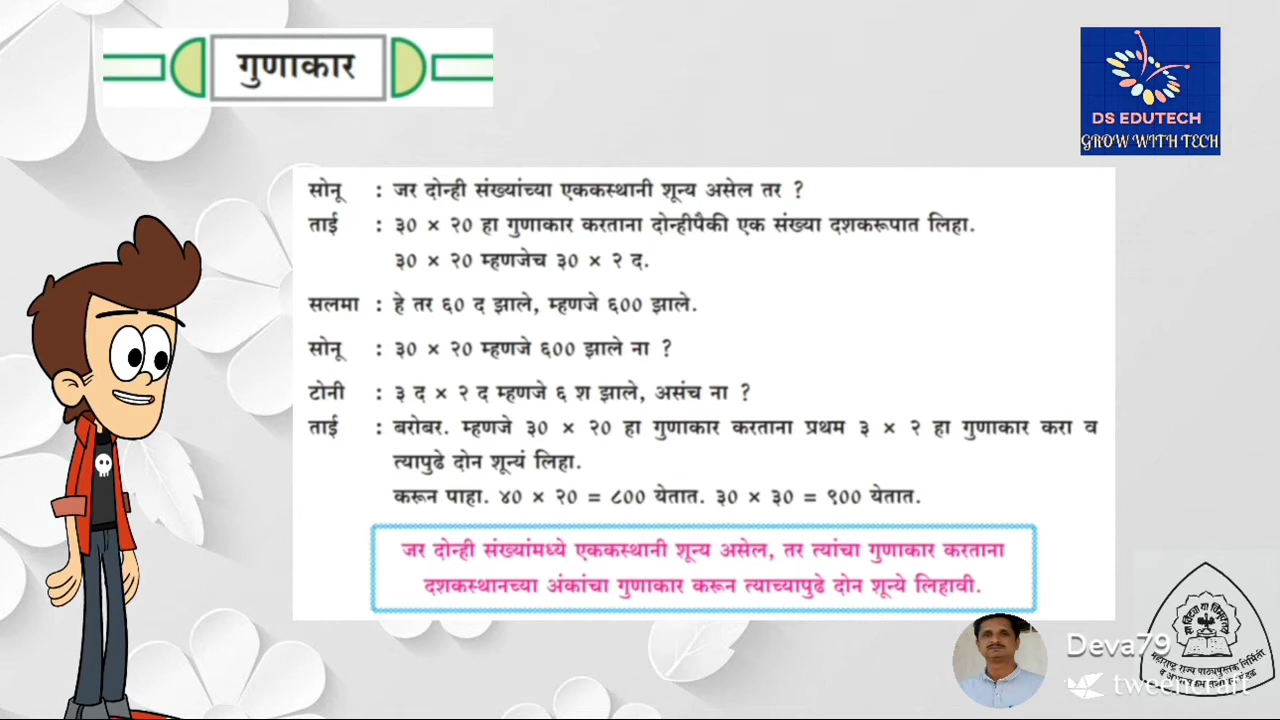 गुणाकार
DS EDUTECH
GROW WITH TECH
सोनू : जर दोन्ही संख्यांच्या एककस्थानी शून्य असेल तर ?
ताई : ३० × २० हा गुणाकार करताना दोन्हीपैकी एक संख्या दशकरूपात लिहा.
३० × २० म्हणजेच ३० × २ द.
सलमा : हे तर ६० द झाले, म्हणजे ६०० झाले.
सोनू : ३० × २० म्हणजे ६०० झाले ना ?
टोनी : ३ द × २ द म्हणजे ६ श झाले, असंच ना ?
ताई : बरोबर. म्हणजे ३० × २० हा गुणाकार करताना प्रथम ३ × २ हा गुणाकार करा व
त्यापुढे दोन शून्यं लिहा.
करून पाहा. ४० × २० = ८०० येतात. ३० × ३० = ९०० येतात.
जर दोन्ही संख्यांमध्ये एककस्थानी शून्य असेल, तर त्यांचा गुणाकार करताना
दशकस्थानच्या अंकांचा गुणाकार करून त्याच्यापुढे दोन शून्ये लिहावी.
Deva79
tweencraft
महाराष्ट्र राज्य पाठ्यपुस्तक निर्मिती